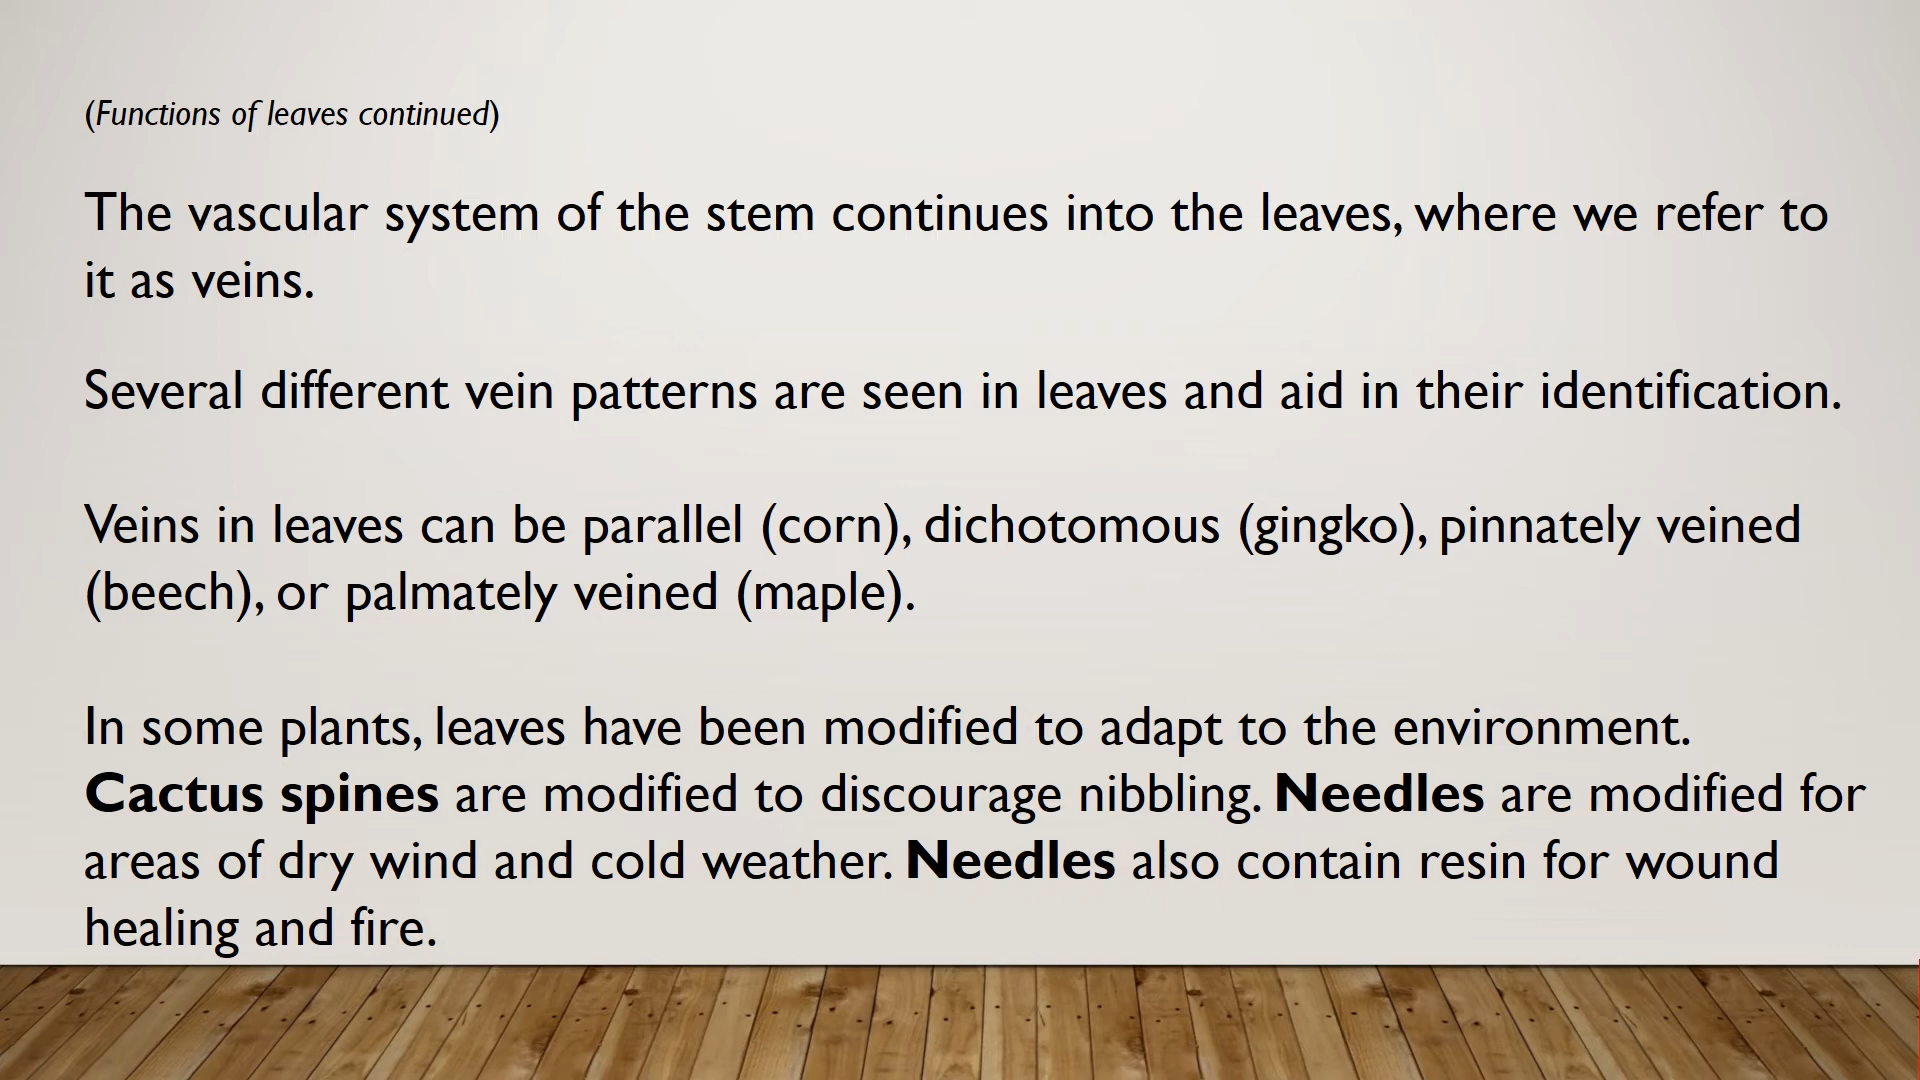 (Functions of leaves continued)
The vascular system of the stem continues into the leaves, where we refer to
it as veins.
Several different vein patterns are seen in leaves and aid in their identification.
Veins in leaves can be parallel (corn), dichotomous (gingko), pinnately veined
(beech), or palmately veined (maple).
In some plants, leaves have been modified to adapt to the environment.
Cactus spines are modified to discourage nibbling. Needles are modified for
areas of dry wind and cold weather. Needles also contain resin for wound
healing and fire.